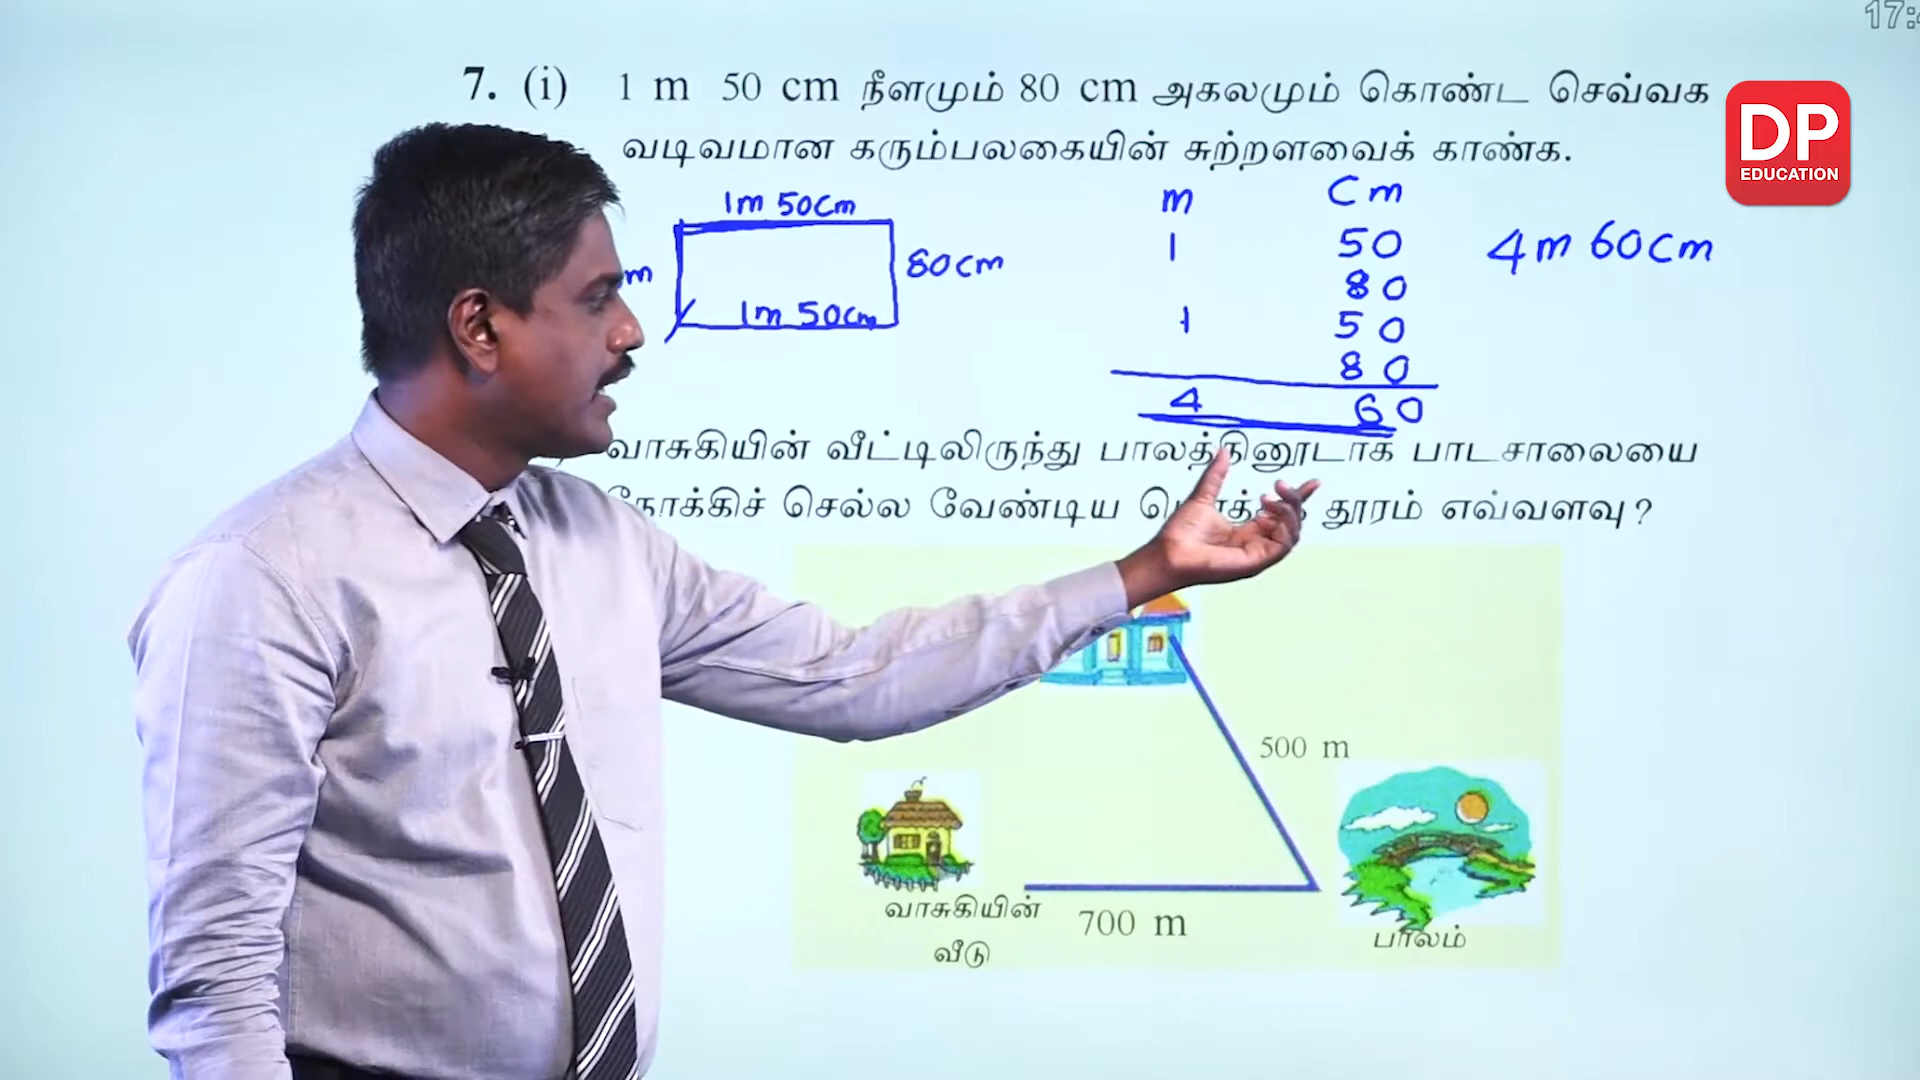 17:
7. (i) 1 m 50 cm நீளமும் 80 cm அகலமும் கொண்ட செவ்வக
வடிவமான கரும்பலகையின் சுற்றளவைக் காண்க.
DP
EDUCATION
1m 50cm
m
80cm
1m 50cm
m cm
1 50
80
1 50
80
4 60
4m 60cm
வாசுகியின் வீட்டிலிருந்து பாலத்தினூடாக பாடசாலையை
நோக்கிச் செல்ல வேண்டிய தூரம் எவ்வளவு?
500 m
வாசுகியின்
வீடு
700 m
பாலம்